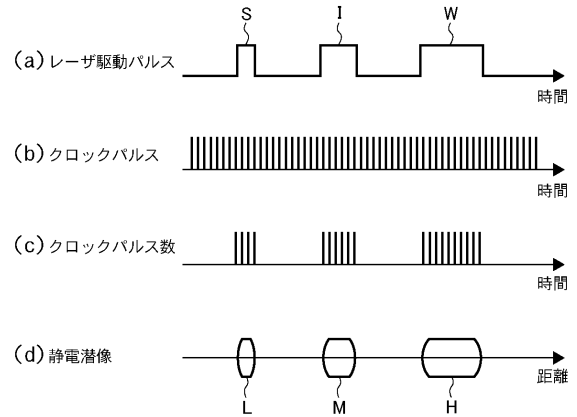 S I W
(a) レーザ駆動パルス
時間
(b) クロックパルス
時間
(c) クロックパルス数
時間
(d) 静電潜像
距離
L M H